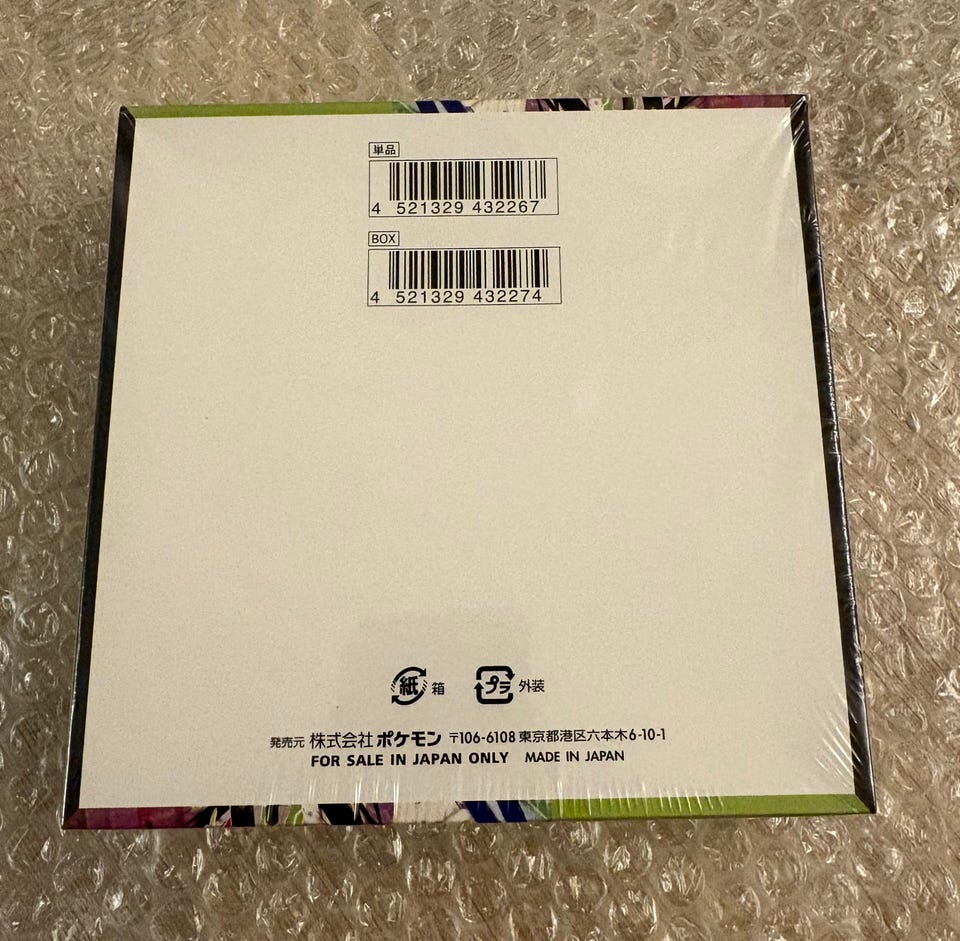 単品
4 521329 432267
BOX
4 521329 432274
紙 箱 プラ 外装
発売元 株式会社ポケモン 〒106-6108 東京都港区六本木6-10-1
FOR SALE IN JAPAN ONLY MADE IN JAPAN